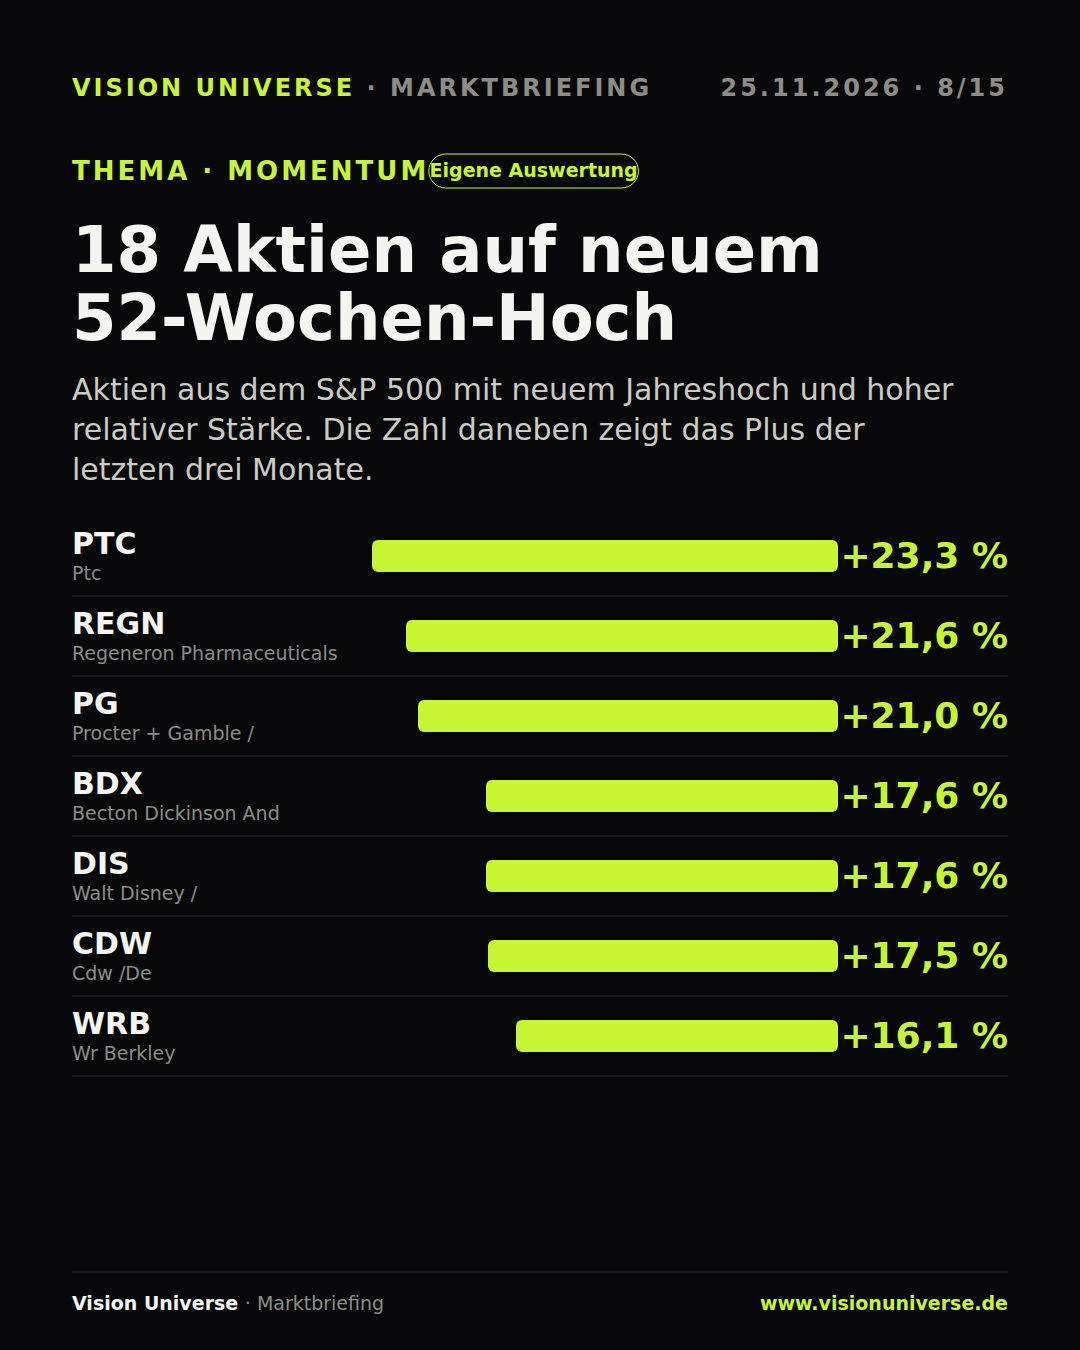 VISION UNIVERSE · MARKTBRIEFING 25.11.2026 · 8/15
THEMA · MOMENTUM Eigene Auswertung
18 Aktien auf neuem
52-Wochen-Hoch
Aktien aus dem S&P 500 mit neuem Jahreshoch und hoher
relativer Stärke. Die Zahl daneben zeigt das Plus der
letzten drei Monate.
PTC +23,3 %
Ptc
REGN +21,6 %
Regeneron Pharmaceuticals
PG +21,0 %
Procter + Gamble /
BDX +17,6 %
Becton Dickinson And
DIS +17,6 %
Walt Disney /
CDW +17,5 %
Cdw /De
WRB +16,1 %
Wr Berkley
Vision Universe · Marktbriefing www.visionuniverse.de